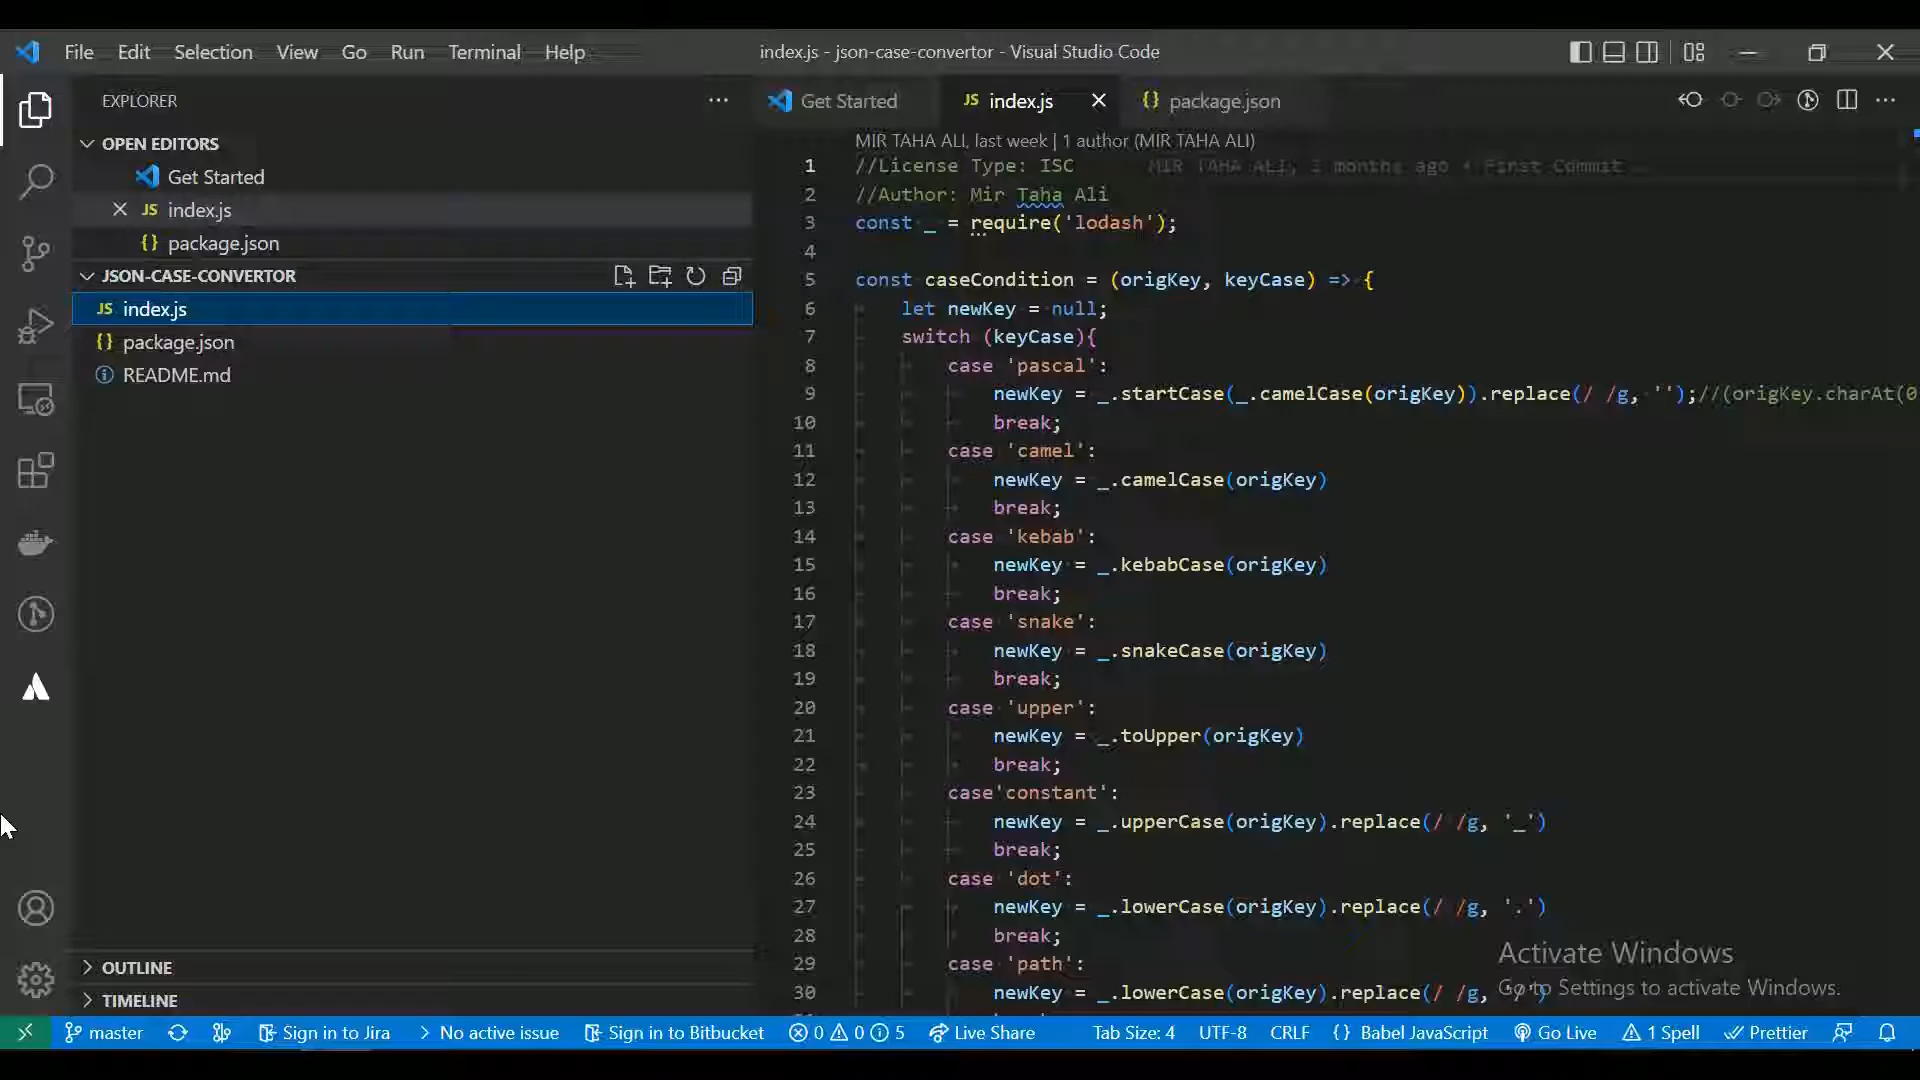 File Edit Selection View Go Run Terminal Help
index.js - json-case-convertor - Visual Studio Code
EXPLORER
OPEN EDITORS
Get Started
JS index.js
{} package.json
JSON-CASE-CONVERTOR
JS index.js
{} package.json
README.md
OUTLINE
TIMELINE
Get Started JS index.js {} package.json
MIR TAHA ALI, last week | 1 author (MIR TAHA ALI)
1 //License Type: ISC MIR TAHA ALI, months ago • First Commit
2 //Author: Mir Taha Ali
3 const _ = require('lodash');
4
5 const caseCondition = (origKey, keyCase) => {
6 let newKey = null;
7 switch (keyCase){
8 case 'pascal':
9 newKey = _.startCase(_.camelCase(origKey)).replace(/ /g, '');//(origKey.charAt(0
10 break;
11 case 'camel':
12 newKey = _.camelCase(origKey)
13 break;
14 case 'kebab':
15 newKey = _.kebabCase(origKey)
16 break;
17 case 'snake':
18 newKey = _.snakeCase(origKey)
19 break;
20 case 'upper':
21 newKey = _.toUpper(origKey)
22 break;
23 case'constant':
24 newKey = _.upperCase(origKey).replace(/ /g, '_')
25 break;
26 case 'dot':
27 newKey = _.lowerCase(origKey).replace(/ /g, '.')
28 break;
29 case 'path':
30 newKey = _.lowerCase(origKey).replace(/ /g, '/')
Activate Windows
Go to Settings to activate Windows.
master Sign in to Jira No active issue Sign in to Bitbucket 0 0 5 Live Share Tab Size: 4 UTF-8 CRLF {} Babel JavaScript Go Live 1 Spell Prettier